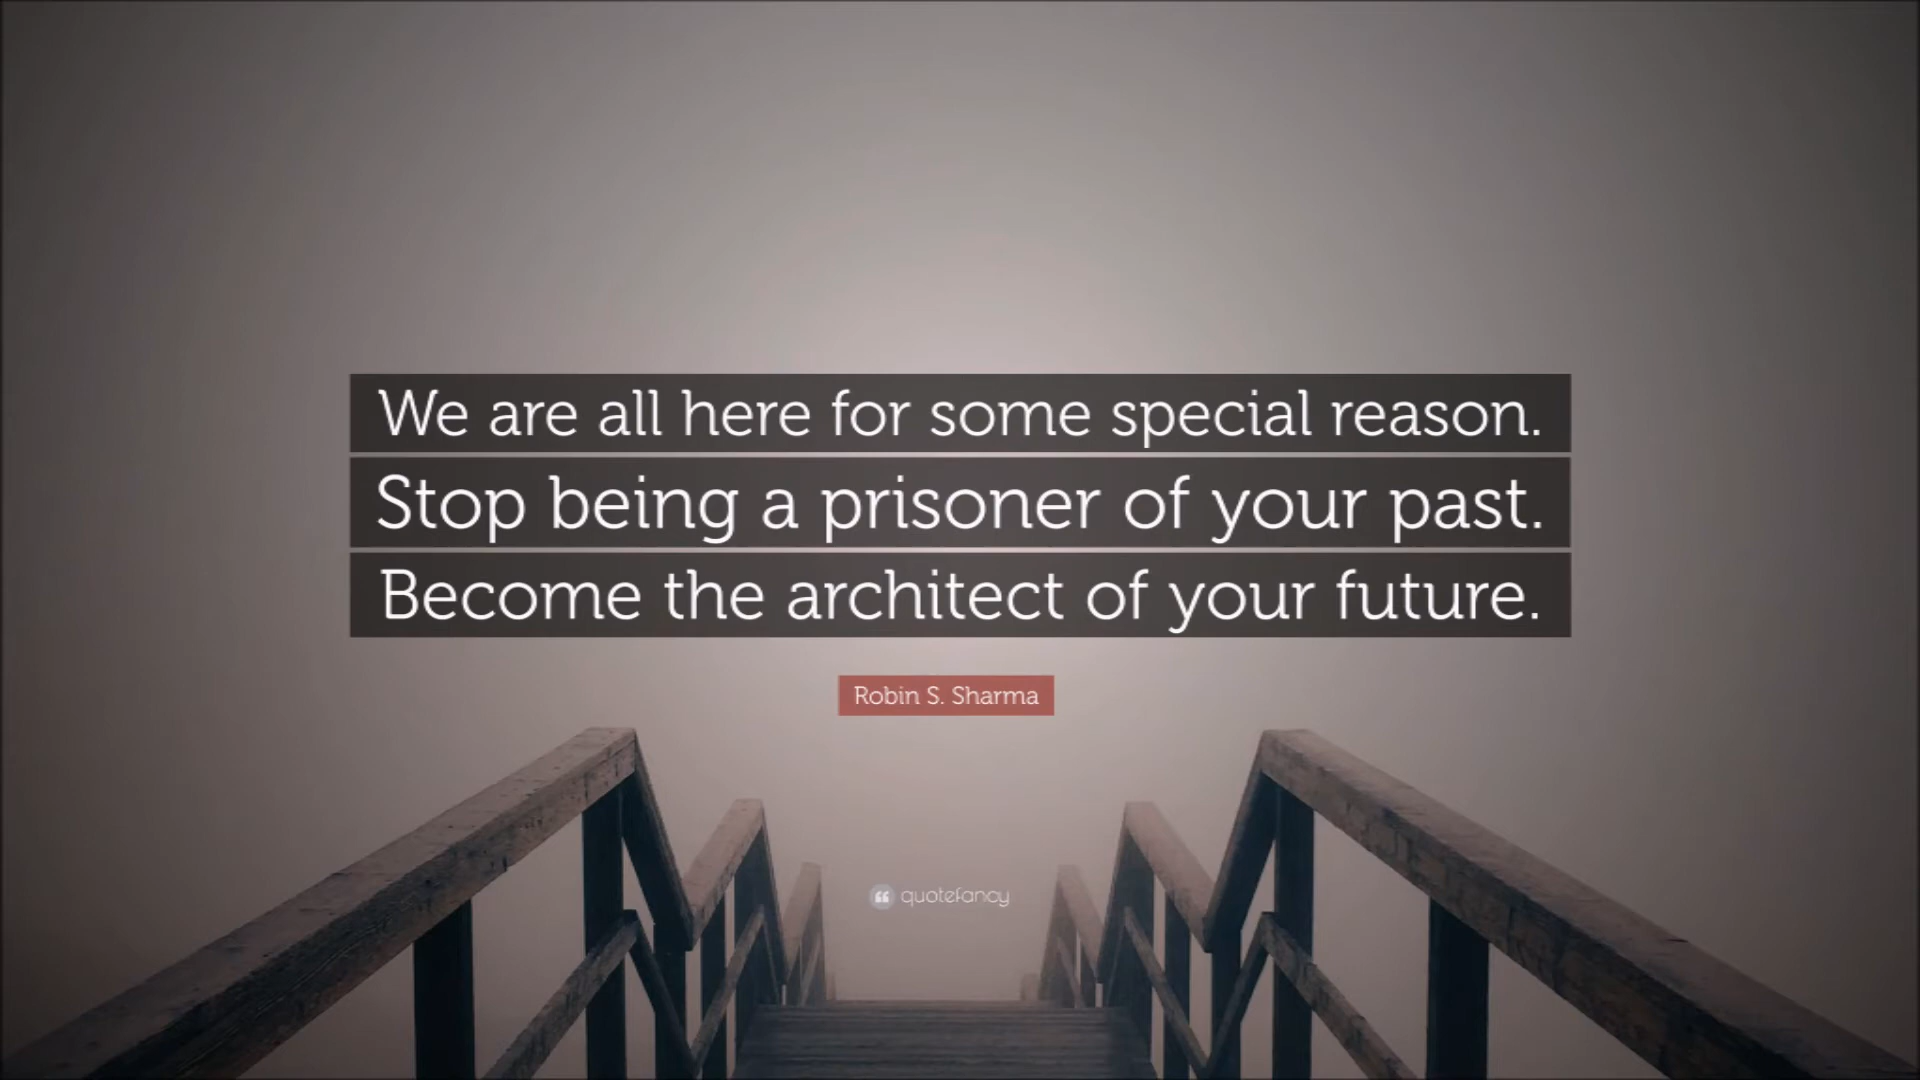 We are all here for some special reason.
Stop being a prisoner of your past.
Become the architect of your future.
Robin S. Sharma
quotefancy